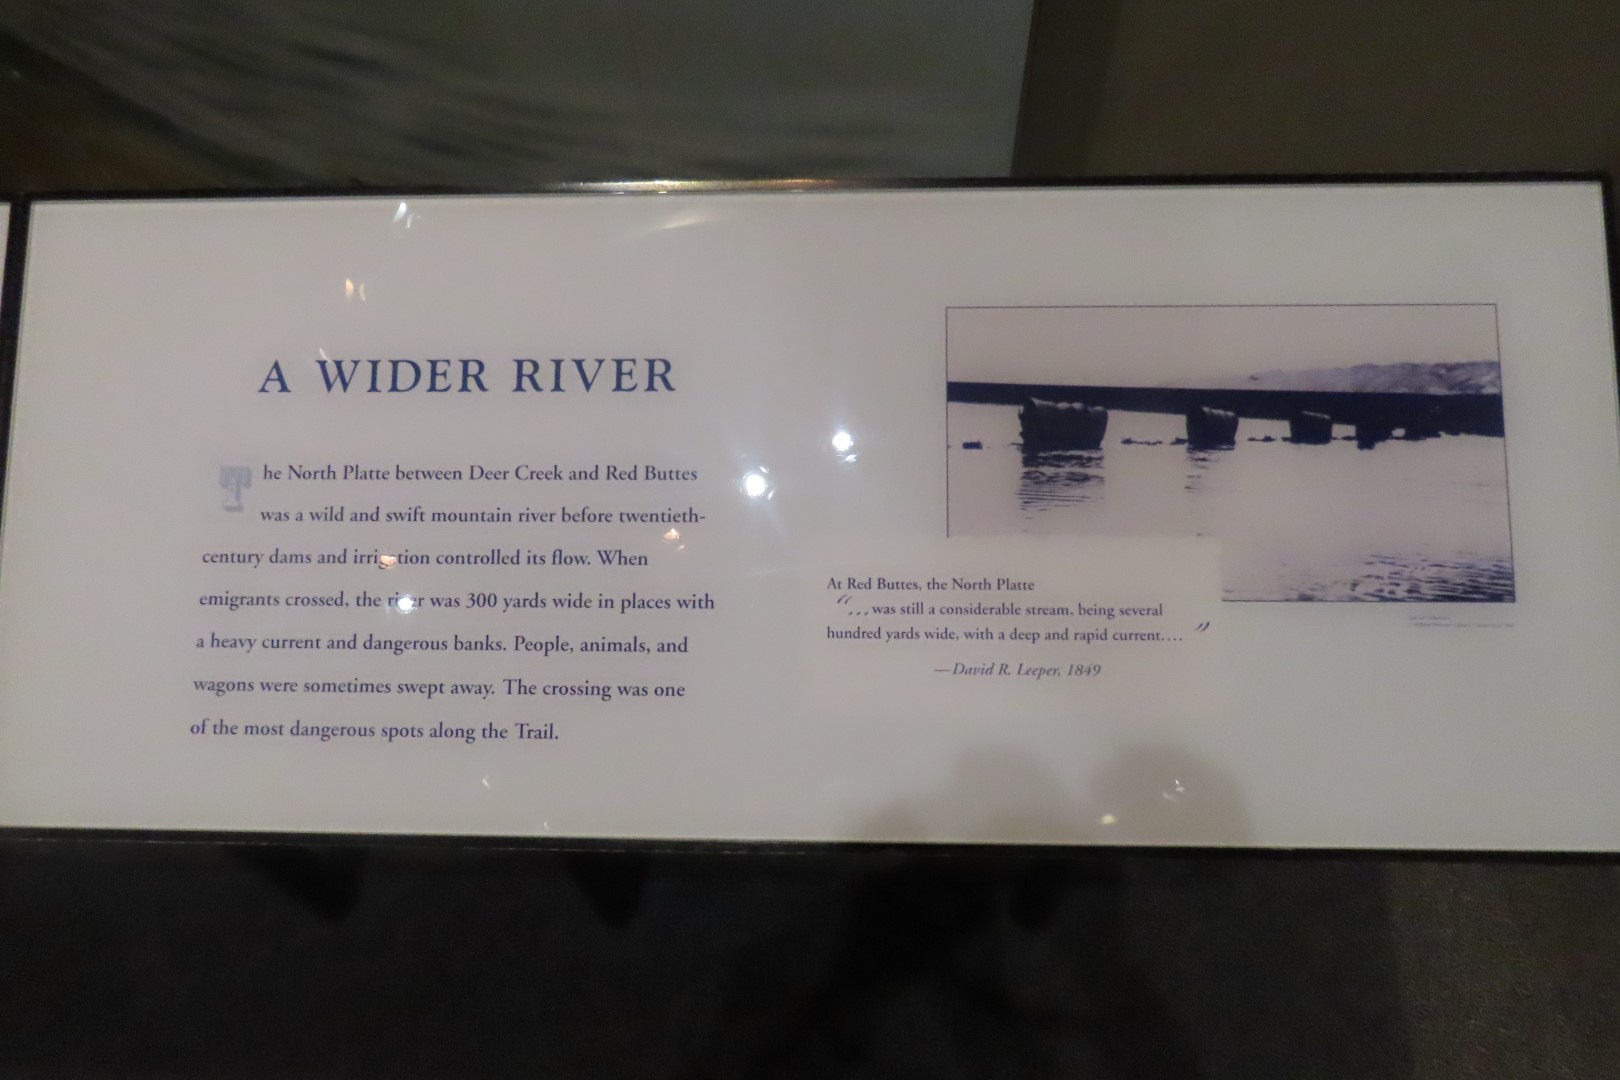 A WIDER RIVER
The North Platte between Deer Creek and Red Buttes
was a wild and swift mountain river before twentieth-
century dams and irrigation controlled its flow. When
emigrants crossed, the river was 300 yards wide in places with
a heavy current and dangerous banks. People, animals, and
wagons were sometimes swept away. The crossing was one
of the most dangerous spots along the Trail.
At Red Buttes, the North Platte
“...was still a considerable stream, being several
hundred yards wide, with a deep and rapid current....”
—David R. Leeper, 1849